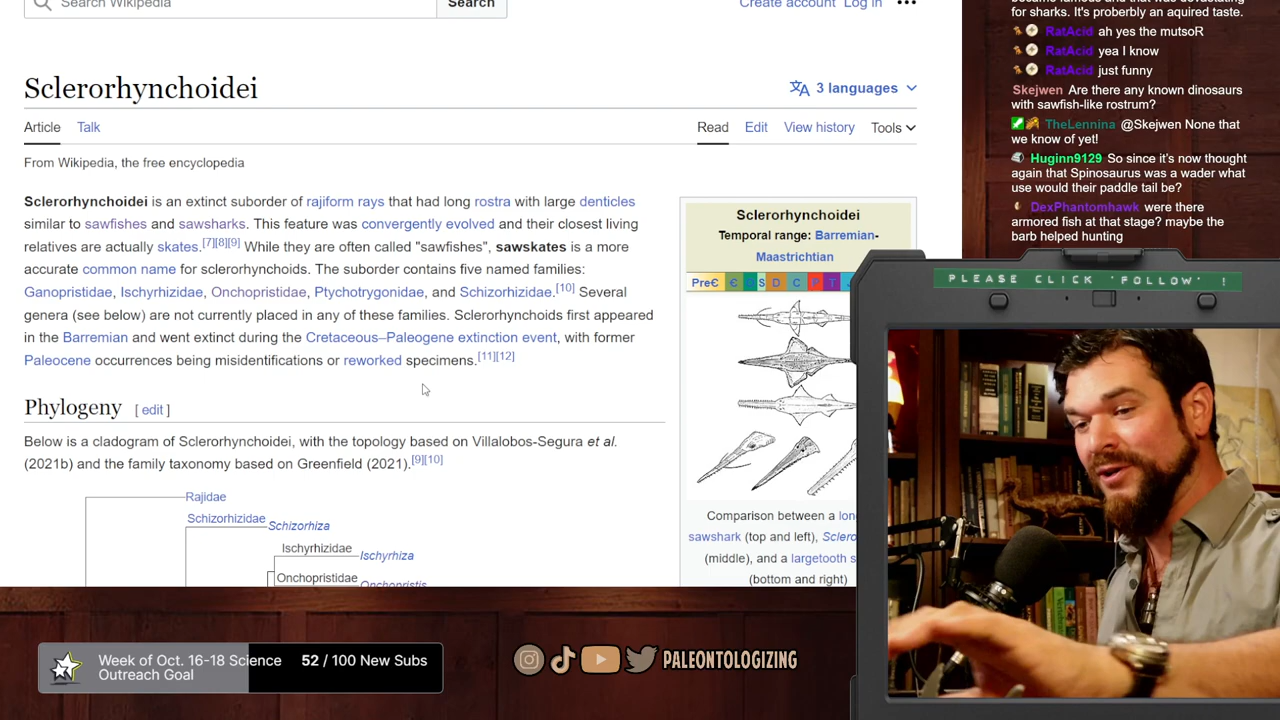 Search Wikipedia
Search
Create account Log in
Sclerorhynchoidei
3 languages
Article Talk
Read Edit View history Tools
From Wikipedia, the free encyclopedia
Sclerorhynchoidei is an extinct suborder of rajiform rays that had long rostra with large denticles
similar to sawfishes and sawsharks. This feature was convergently evolved and their closest living
relatives are actually skates.[7][8][9] While they are often called "sawfishes", sawskates is a more
accurate common name for sclerorhynchoids. The suborder contains five named families:
Ganopristidae, Ischyrhizidae, Onchopristidae, Ptychotrygonidae, and Schizorhizidae.[10] Several
genera (see below) are not currently placed in any of these families. Sclerorhynchoids first appeared
in the Barremian and went extinct during the Cretaceous–Paleogene extinction event, with former
Paleocene occurrences being misidentifications or reworked specimens.[11][12]
Phylogeny [ edit ]
Below is a cladogram of Sclerorhynchoidei, with the topology based on Villalobos-Segura et al.
(2021b) and the family taxonomy based on Greenfield (2021).[9][10]
Rajidae
Schizorhizidae Schizorhiza
Ischyrhizidae Ischyrhiza
Onchopristidae Onchopristis
Sclerorhynchoidei
Temporal range: Barremian-
Maastrichtian
PreꞒ Ꞓ O S D C P T J
Comparison between a lon
sawshark (top and left), Sclero
(middle), and a largetooth s
(bottom and right)
became famous and that was devastating
for sharks. It's proberbly an aquired taste.
RatAcid ah yes the mutsoR
RatAcid yea I know
RatAcid just funny
Skejwen Are there any known dinosaurs
with sawfish-like rostrum?
TheLennina @Skejwen None that
we know of yet!
Huginn9129 So since it's now thought
again that Spinosaurus was a wader what
use would their paddle tail be?
DexPhantomhawk were there
armored fish at that stage? maybe the
barb helped hunting
PLEASE CLICK 'FOLLOW' !
Week of Oct. 16-18 Science
Outreach Goal
52 / 100 New Subs
PALEONTOLOGIZING